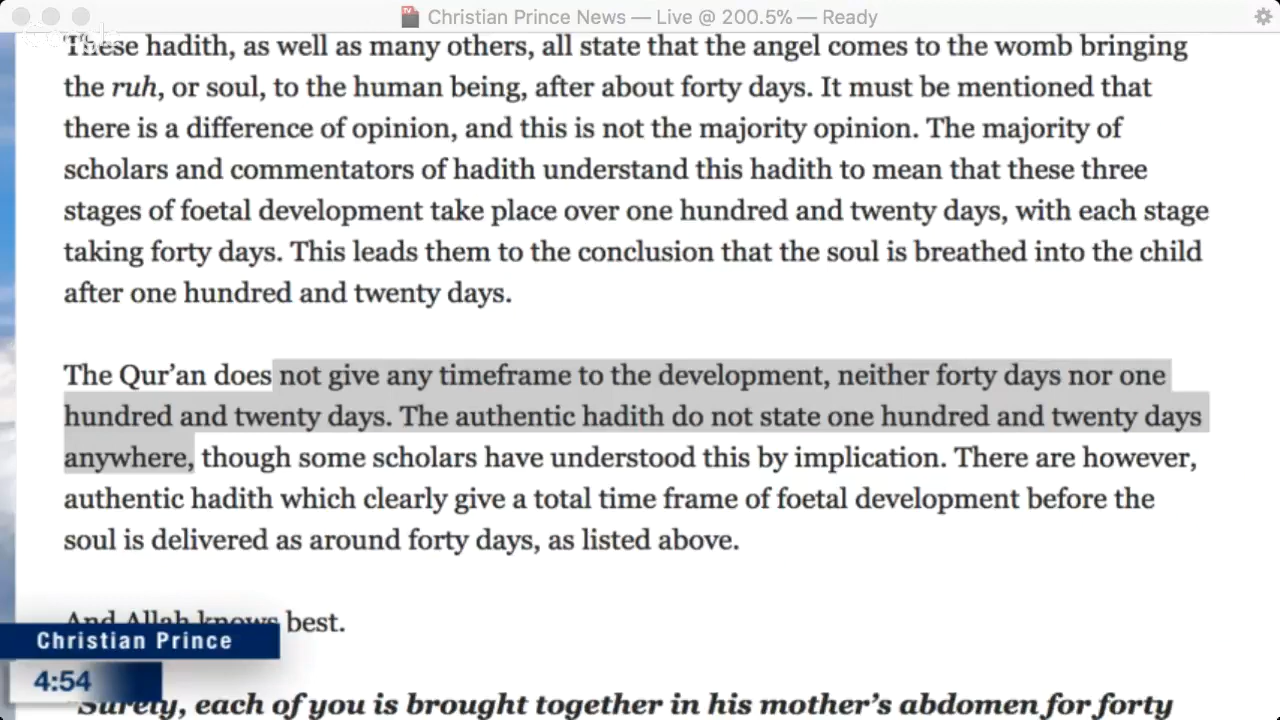 Christian Prince News — Live @ 200.5% — Ready
These hadith, as well as many others, all state that the angel comes to the womb bringing
the ruh, or soul, to the human being, after about forty days. It must be mentioned that
there is a difference of opinion, and this is not the majority opinion. The majority of
scholars and commentators of hadith understand this hadith to mean that these three
stages of foetal development take place over one hundred and twenty days, with each stage
taking forty days. This leads them to the conclusion that the soul is breathed into the child
after one hundred and twenty days.
The Qur’an does not give any timeframe to the development, neither forty days nor one
hundred and twenty days. The authentic hadith do not state one hundred and twenty days
anywhere, though some scholars have understood this by implication. There are however,
authentic hadith which clearly give a total time frame of foetal development before the
soul is delivered as around forty days, as listed above.
And Allah knows best.
Christian Prince
4:54
"Surely, each of you is brought together in his mother’s abdomen for forty